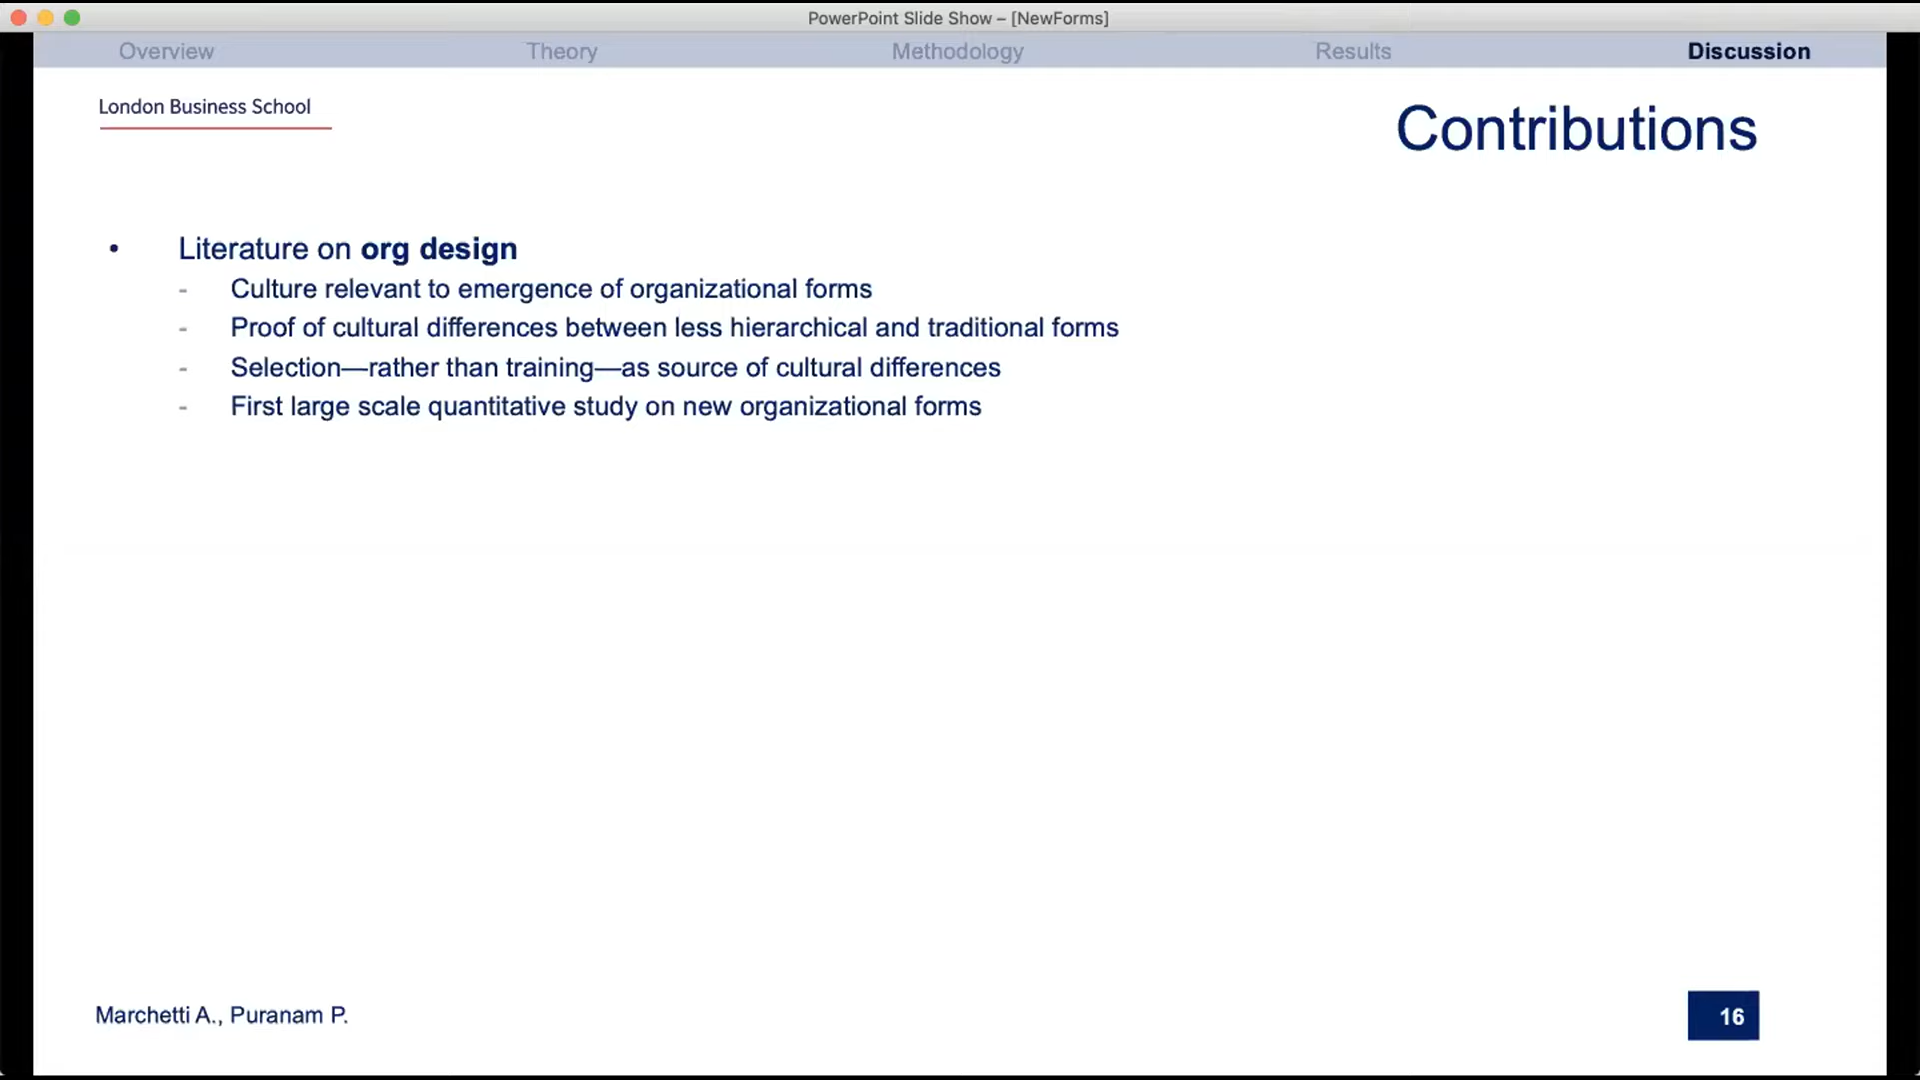 PowerPoint Slide Show – [NewForms]
Overview Theory Methodology Results Discussion
London Business School
Contributions
• Literature on org design
- Culture relevant to emergence of organizational forms
- Proof of cultural differences between less hierarchical and traditional forms
- Selection—rather than training—as source of cultural differences
- First large scale quantitative study on new organizational forms
Marchetti A., Puranam P.
16